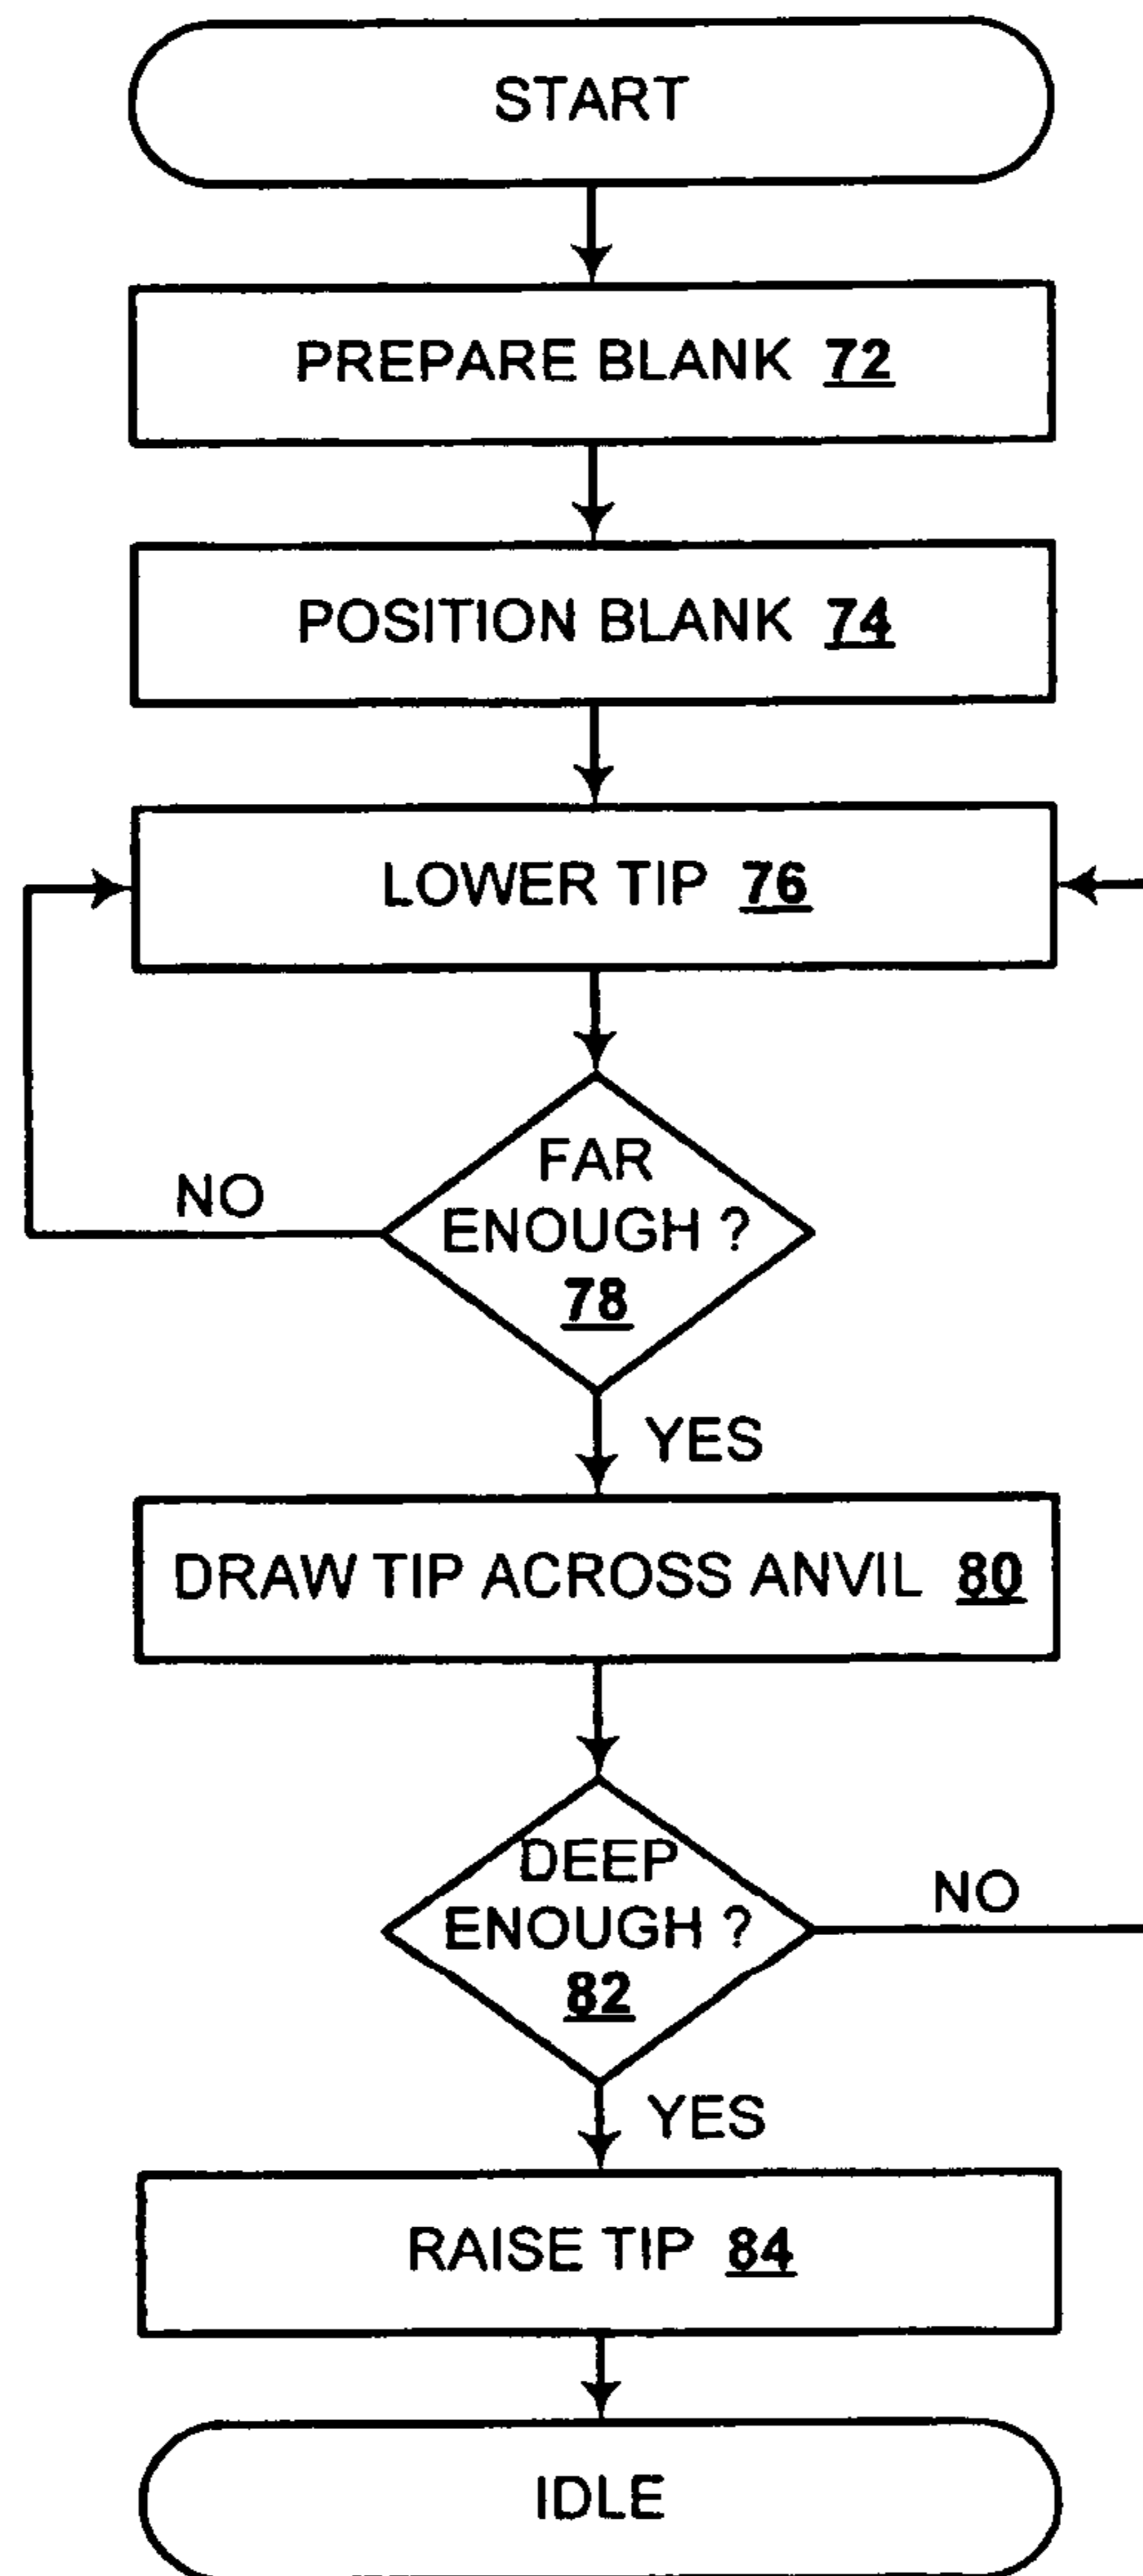 START
PREPARE BLANK 72
POSITION BLANK 74
LOWER TIP 76
FAR
ENOUGH ?
78
NO
YES
DRAW TIP ACROSS ANVIL 80
DEEP
ENOUGH ?
82
NO
YES
RAISE TIP 84
IDLE